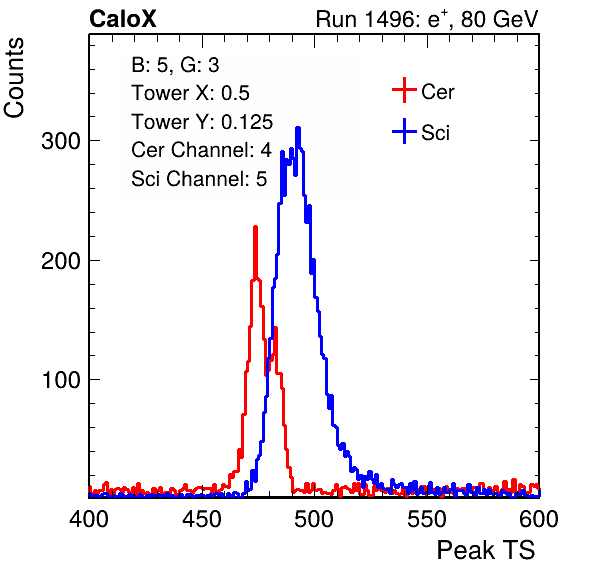 CaloX Run 1496: e+, 80 GeV
Counts
B: 5, G: 3
Tower X: 0.5
Tower Y: 0.125
Cer Channel: 4
Sci Channel: 5
Cer
Sci
300
200
100
400 450 500 550 600
Peak TS